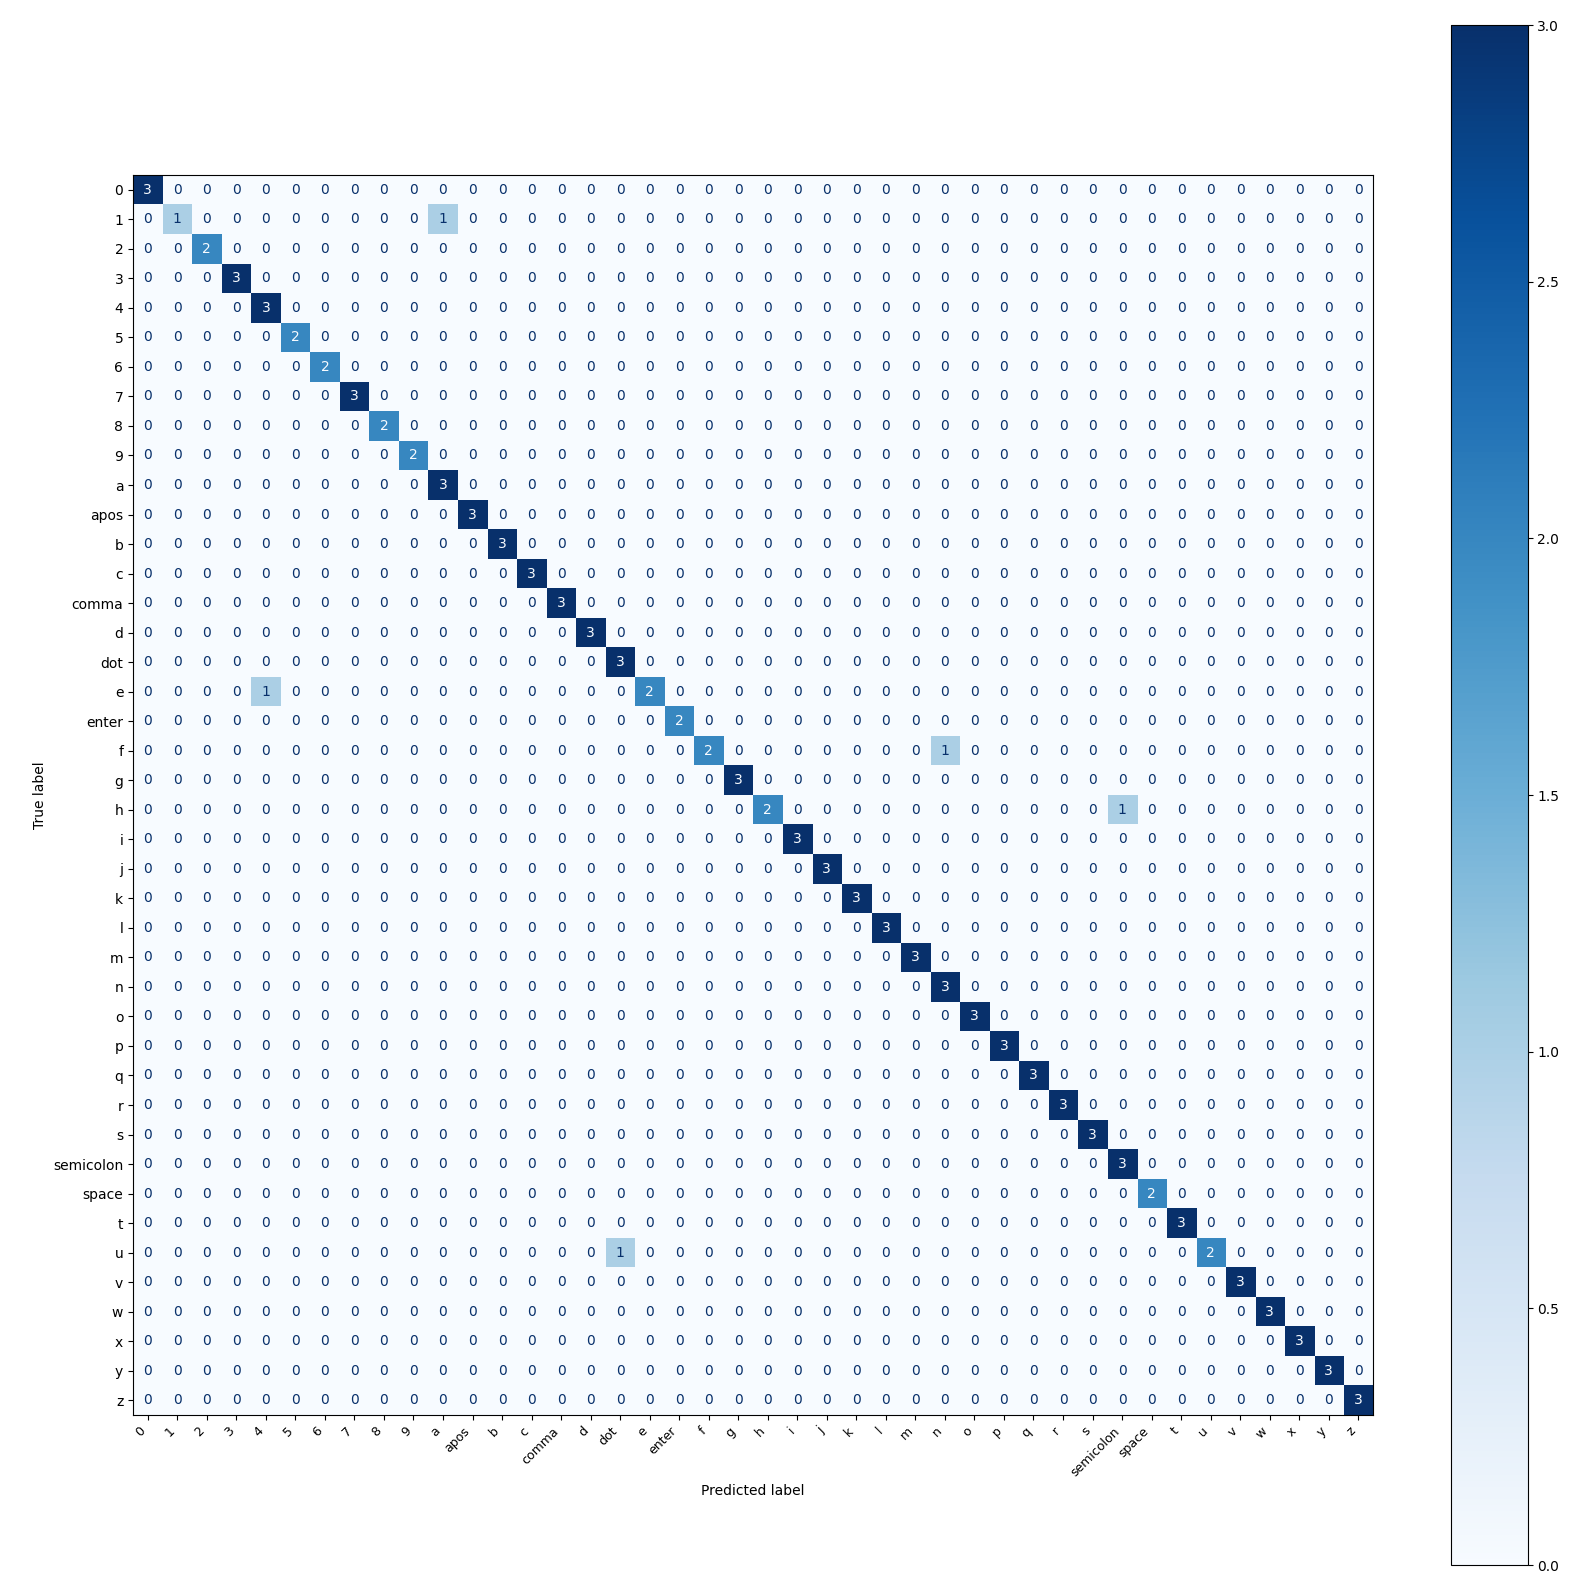 3.0
0 3 0 0 0 0 0 0 0 0 0 0 0 0 0 0 0 0 0 0 0 0 0 0 0 0 0 0 0 0 0 0 0 0 0 0 0 0 0 0 0 0 0
1 0 1 0 0 0 0 0 0 0 0 1 0 0 0 0 0 0 0 0 0 0 0 0 0 0 0 0 0 0 0 0 0 0 0 0 0 0 0 0 0 0 0
2 0 0 2 0 0 0 0 0 0 0 0 0 0 0 0 0 0 0 0 0 0 0 0 0 0 0 0 0 0 0 0 0 0 0 0 0 0 0 0 0 0 0
3 0 0 0 3 0 0 0 0 0 0 0 0 0 0 0 0 0 0 0 0 0 0 0 0 0 0 0 0 0 0 0 0 0 0 0 0 0 0 0 0 0 0
2.5
4 0 0 0 0 3 0 0 0 0 0 0 0 0 0 0 0 0 0 0 0 0 0 0 0 0 0 0 0 0 0 0 0 0 0 0 0 0 0 0 0 0 0
5 0 0 0 0 0 2 0 0 0 0 0 0 0 0 0 0 0 0 0 0 0 0 0 0 0 0 0 0 0 0 0 0 0 0 0 0 0 0 0 0 0 0
6 0 0 0 0 0 0 2 0 0 0 0 0 0 0 0 0 0 0 0 0 0 0 0 0 0 0 0 0 0 0 0 0 0 0 0 0 0 0 0 0 0 0
7 0 0 0 0 0 0 0 3 0 0 0 0 0 0 0 0 0 0 0 0 0 0 0 0 0 0 0 0 0 0 0 0 0 0 0 0 0 0 0 0 0 0
8 0 0 0 0 0 0 0 0 2 0 0 0 0 0 0 0 0 0 0 0 0 0 0 0 0 0 0 0 0 0 0 0 0 0 0 0 0 0 0 0 0 0
9 0 0 0 0 0 0 0 0 0 2 0 0 0 0 0 0 0 0 0 0 0 0 0 0 0 0 0 0 0 0 0 0 0 0 0 0 0 0 0 0 0 0
a 0 0 0 0 0 0 0 0 0 0 3 0 0 0 0 0 0 0 0 0 0 0 0 0 0 0 0 0 0 0 0 0 0 0 0 0 0 0 0 0 0 0
apos 0 0 0 0 0 0 0 0 0 0 0 3 0 0 0 0 0 0 0 0 0 0 0 0 0 0 0 0 0 0 0 0 0 0 0 0 0 0 0 0 0 0
2.0
b 0 0 0 0 0 0 0 0 0 0 0 0 3 0 0 0 0 0 0 0 0 0 0 0 0 0 0 0 0 0 0 0 0 0 0 0 0 0 0 0 0 0
c 0 0 0 0 0 0 0 0 0 0 0 0 0 3 0 0 0 0 0 0 0 0 0 0 0 0 0 0 0 0 0 0 0 0 0 0 0 0 0 0 0 0
comma 0 0 0 0 0 0 0 0 0 0 0 0 0 0 3 0 0 0 0 0 0 0 0 0 0 0 0 0 0 0 0 0 0 0 0 0 0 0 0 0 0 0
d 0 0 0 0 0 0 0 0 0 0 0 0 0 0 0 3 0 0 0 0 0 0 0 0 0 0 0 0 0 0 0 0 0 0 0 0 0 0 0 0 0 0
dot 0 0 0 0 0 0 0 0 0 0 0 0 0 0 0 0 3 0 0 0 0 0 0 0 0 0 0 0 0 0 0 0 0 0 0 0 0 0 0 0 0 0
e 0 0 0 0 1 0 0 0 0 0 0 0 0 0 0 0 0 2 0 0 0 0 0 0 0 0 0 0 0 0 0 0 0 0 0 0 0 0 0 0 0 0
enter 0 0 0 0 0 0 0 0 0 0 0 0 0 0 0 0 0 0 2 0 0 0 0 0 0 0 0 0 0 0 0 0 0 0 0 0 0 0 0 0 0 0
f 0 0 0 0 0 0 0 0 0 0 0 0 0 0 0 0 0 0 0 2 0 0 0 0 0 0 0 1 0 0 0 0 0 0 0 0 0 0 0 0 0 0
g 0 0 0 0 0 0 0 0 0 0 0 0 0 0 0 0 0 0 0 0 3 0 0 0 0 0 0 0 0 0 0 0 0 0 0 0 0 0 0 0 0 0
True label
1.5
h 0 0 0 0 0 0 0 0 0 0 0 0 0 0 0 0 0 0 0 0 0 2 0 0 0 0 0 0 0 0 0 0 0 1 0 0 0 0 0 0 0 0
i 0 0 0 0 0 0 0 0 0 0 0 0 0 0 0 0 0 0 0 0 0 0 3 0 0 0 0 0 0 0 0 0 0 0 0 0 0 0 0 0 0 0
j 0 0 0 0 0 0 0 0 0 0 0 0 0 0 0 0 0 0 0 0 0 0 0 3 0 0 0 0 0 0 0 0 0 0 0 0 0 0 0 0 0 0
k 0 0 0 0 0 0 0 0 0 0 0 0 0 0 0 0 0 0 0 0 0 0 0 0 3 0 0 0 0 0 0 0 0 0 0 0 0 0 0 0 0 0
l 0 0 0 0 0 0 0 0 0 0 0 0 0 0 0 0 0 0 0 0 0 0 0 0 0 3 0 0 0 0 0 0 0 0 0 0 0 0 0 0 0 0
m 0 0 0 0 0 0 0 0 0 0 0 0 0 0 0 0 0 0 0 0 0 0 0 0 0 0 3 0 0 0 0 0 0 0 0 0 0 0 0 0 0 0
n 0 0 0 0 0 0 0 0 0 0 0 0 0 0 0 0 0 0 0 0 0 0 0 0 0 0 0 3 0 0 0 0 0 0 0 0 0 0 0 0 0 0
o 0 0 0 0 0 0 0 0 0 0 0 0 0 0 0 0 0 0 0 0 0 0 0 0 0 0 0 0 3 0 0 0 0 0 0 0 0 0 0 0 0 0
p 0 0 0 0 0 0 0 0 0 0 0 0 0 0 0 0 0 0 0 0 0 0 0 0 0 0 0 0 0 3 0 0 0 0 0 0 0 0 0 0 0 0
1.0
q 0 0 0 0 0 0 0 0 0 0 0 0 0 0 0 0 0 0 0 0 0 0 0 0 0 0 0 0 0 0 3 0 0 0 0 0 0 0 0 0 0 0
r 0 0 0 0 0 0 0 0 0 0 0 0 0 0 0 0 0 0 0 0 0 0 0 0 0 0 0 0 0 0 0 3 0 0 0 0 0 0 0 0 0 0
s 0 0 0 0 0 0 0 0 0 0 0 0 0 0 0 0 0 0 0 0 0 0 0 0 0 0 0 0 0 0 0 0 3 0 0 0 0 0 0 0 0 0
semicolon 0 0 0 0 0 0 0 0 0 0 0 0 0 0 0 0 0 0 0 0 0 0 0 0 0 0 0 0 0 0 0 0 0 3 0 0 0 0 0 0 0 0
space 0 0 0 0 0 0 0 0 0 0 0 0 0 0 0 0 0 0 0 0 0 0 0 0 0 0 0 0 0 0 0 0 0 0 2 0 0 0 0 0 0 0
t 0 0 0 0 0 0 0 0 0 0 0 0 0 0 0 0 0 0 0 0 0 0 0 0 0 0 0 0 0 0 0 0 0 0 0 3 0 0 0 0 0 0
u 0 0 0 0 0 0 0 0 0 0 0 0 0 0 0 0 1 0 0 0 0 0 0 0 0 0 0 0 0 0 0 0 0 0 0 0 2 0 0 0 0 0
v 0 0 0 0 0 0 0 0 0 0 0 0 0 0 0 0 0 0 0 0 0 0 0 0 0 0 0 0 0 0 0 0 0 0 0 0 0 3 0 0 0 0
w 0 0 0 0 0 0 0 0 0 0 0 0 0 0 0 0 0 0 0 0 0 0 0 0 0 0 0 0 0 0 0 0 0 0 0 0 0 0 3 0 0 0
0.5
x 0 0 0 0 0 0 0 0 0 0 0 0 0 0 0 0 0 0 0 0 0 0 0 0 0 0 0 0 0 0 0 0 0 0 0 0 0 0 0 3 0 0
y 0 0 0 0 0 0 0 0 0 0 0 0 0 0 0 0 0 0 0 0 0 0 0 0 0 0 0 0 0 0 0 0 0 0 0 0 0 0 0 0 3 0
z 0 0 0 0 0 0 0 0 0 0 0 0 0 0 0 0 0 0 0 0 0 0 0 0 0 0 0 0 0 0 0 0 0 0 0 0 0 0 0 0 0 3
0 1 2 3 4 5 6 7 8 9 a apos b c comma d dot e enter f g h i j k l m n o p q r s semicolon space t u v w x y z
Predicted label
0.0